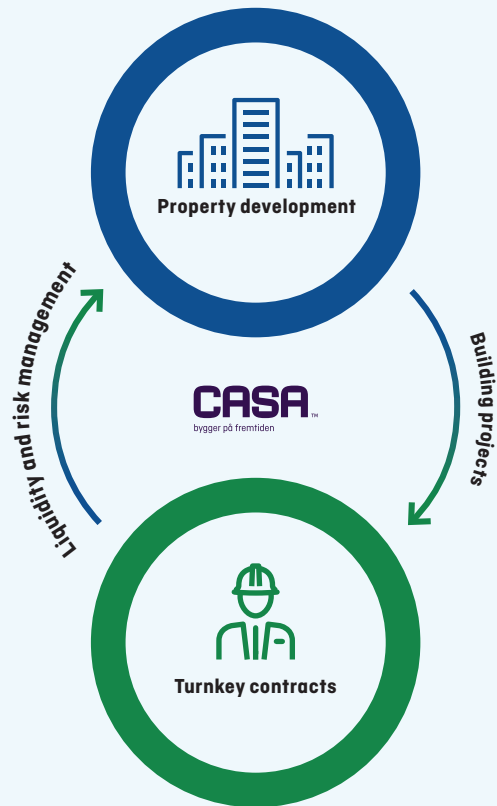 Property development
Liquidity and risk management
Building projects
CASA™
bygger på fremtiden
Turnkey contracts